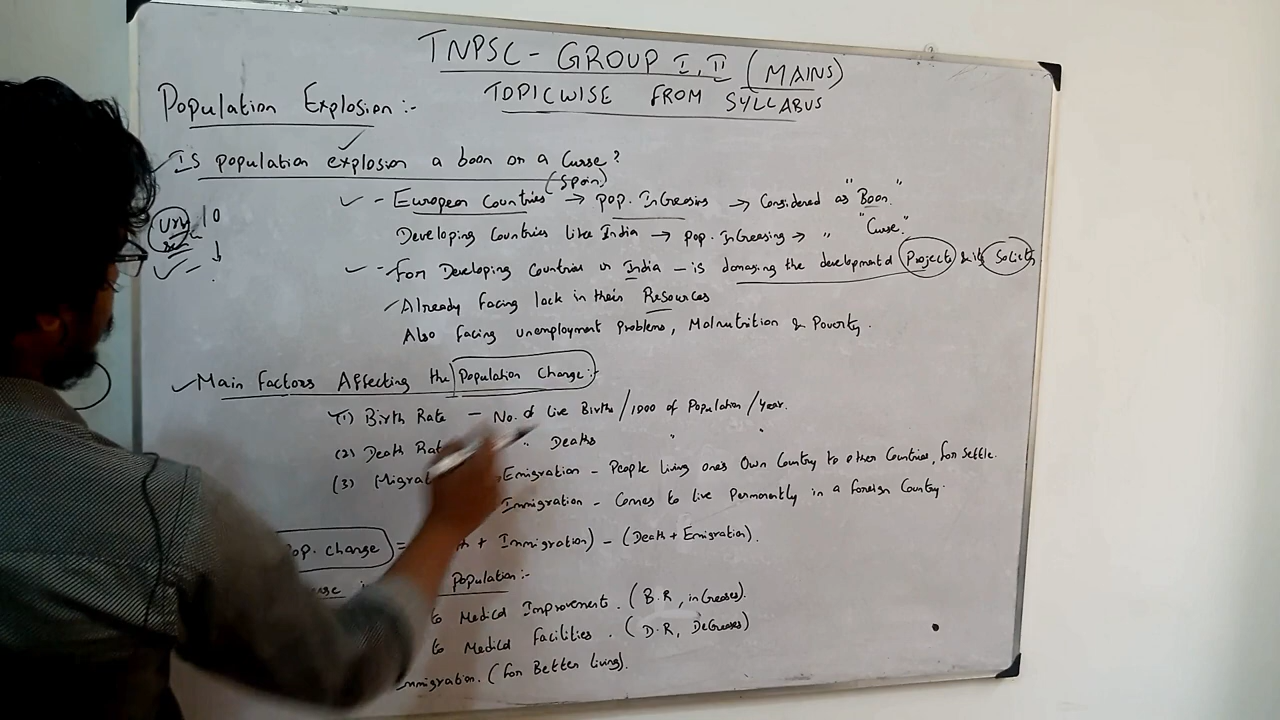 TNPSC - GROUP I, II (MAINS)
TOPICWISE FROM SYLLABUS
Population Explosion:-
Is population explosion a boon or a Curse?
(Spain)
- European Countries → pop. Increasing → Considered as "Boon."
Developing Countries like India → pop. Increasing → " "Curse."
- For Developing Countries India - is damaging the development Projects & its Society
Already facing lack in their Resources
Also facing unemployment Problems, Malnutrition & Poverty.
Main Factors Affecting the Population Change:-
(1) Birth Rate - No. of Live Births / 1000 of Population / Year.
(2) Death Rat " Deaths " "
(3) Migrat Emigration - People living one's Own Country to other Countries, for Settle.
Immigration - Comes to live Permanently in a foreign Country.
Pop. change = + Immigration) - (Death + Emigration).
Population:-
to Medical Improvement. (B.R, increases).
to Medical Facilities. (D.R, Decreases)
Immigration. (for Better living).